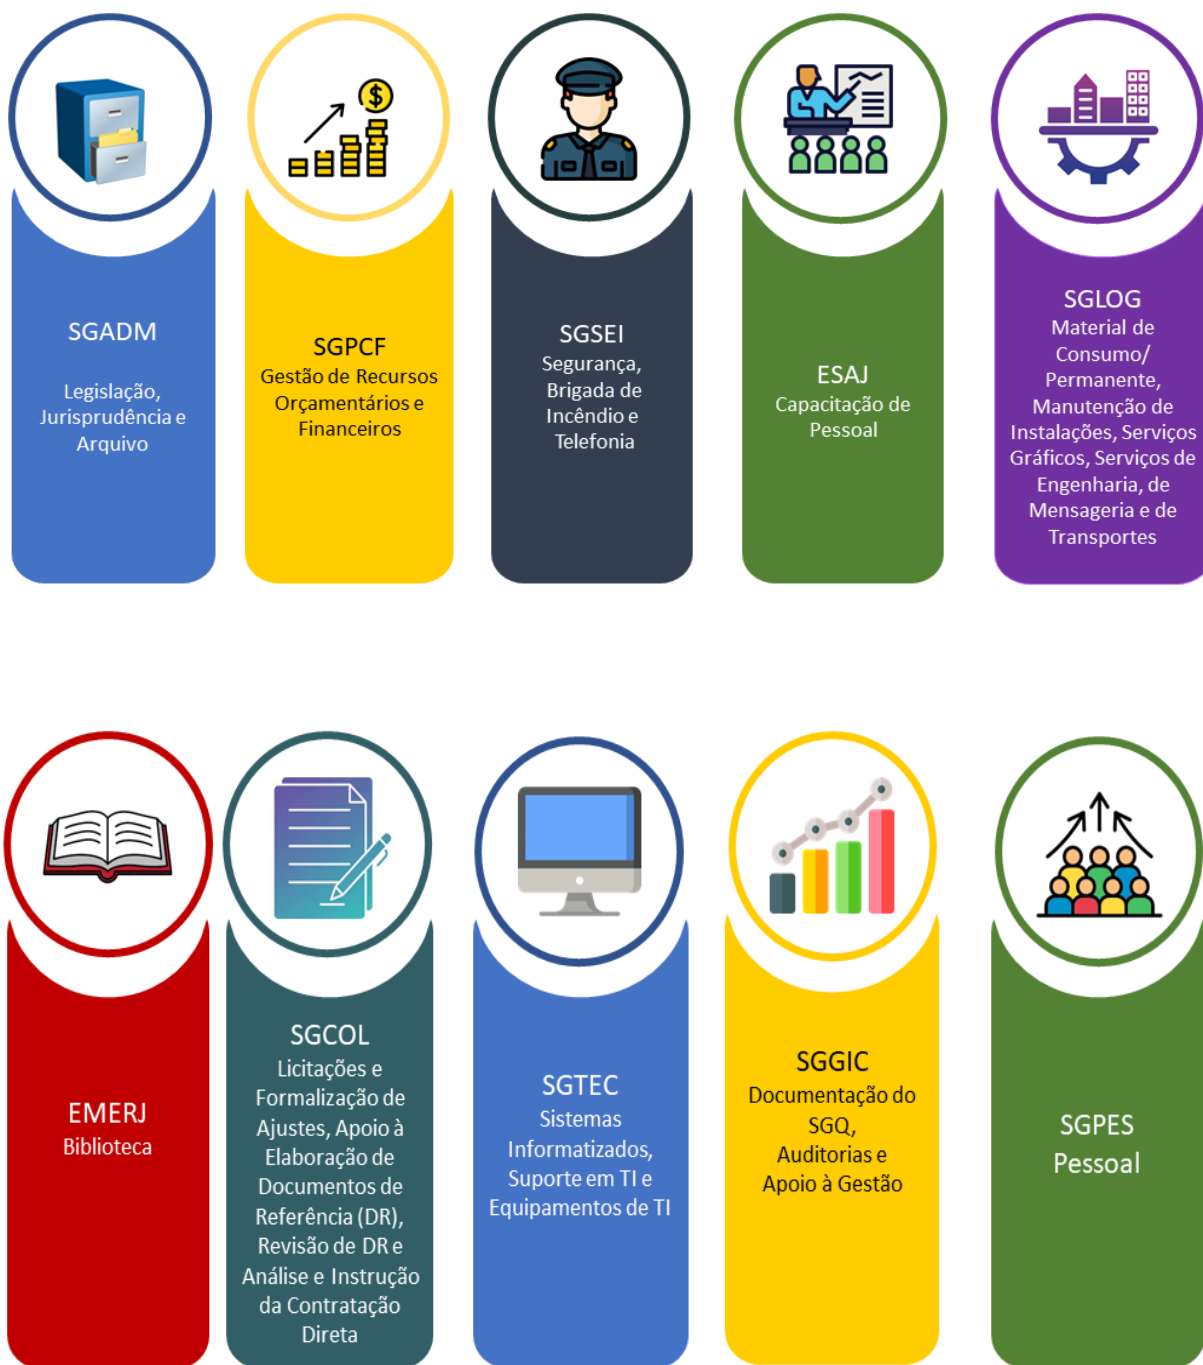 SGADM
Legislação,
Jurisprudência e
Arquivo
SGPCF
Gestão de Recursos
Orçamentários e
Financeiros
SGSEI
Segurança,
Brigada de
Incêndio e
Telefonia
ESAJ
Capacitação de
Pessoal
SGLOG
Material de
Consumo/
Permanente,
Manutenção de
Instalações, Serviços
Gráficos, Serviços de
Engenharia, de
Mensageria e de
Transportes
EMERJ
Biblioteca
SGCOL
Licitações e
Formalização de
Ajustes, Apoio à
Elaboração de
Documentos de
Referência (DR),
Revisão de DR e
Análise e Instrução
da Contratação
Direta
SGTEC
Sistemas
Informatizados,
Suporte em TI e
Equipamentos de TI
SGGIC
Documentação do
SGQ,
Auditorias e
Apoio à Gestão
SGPES
Pessoal